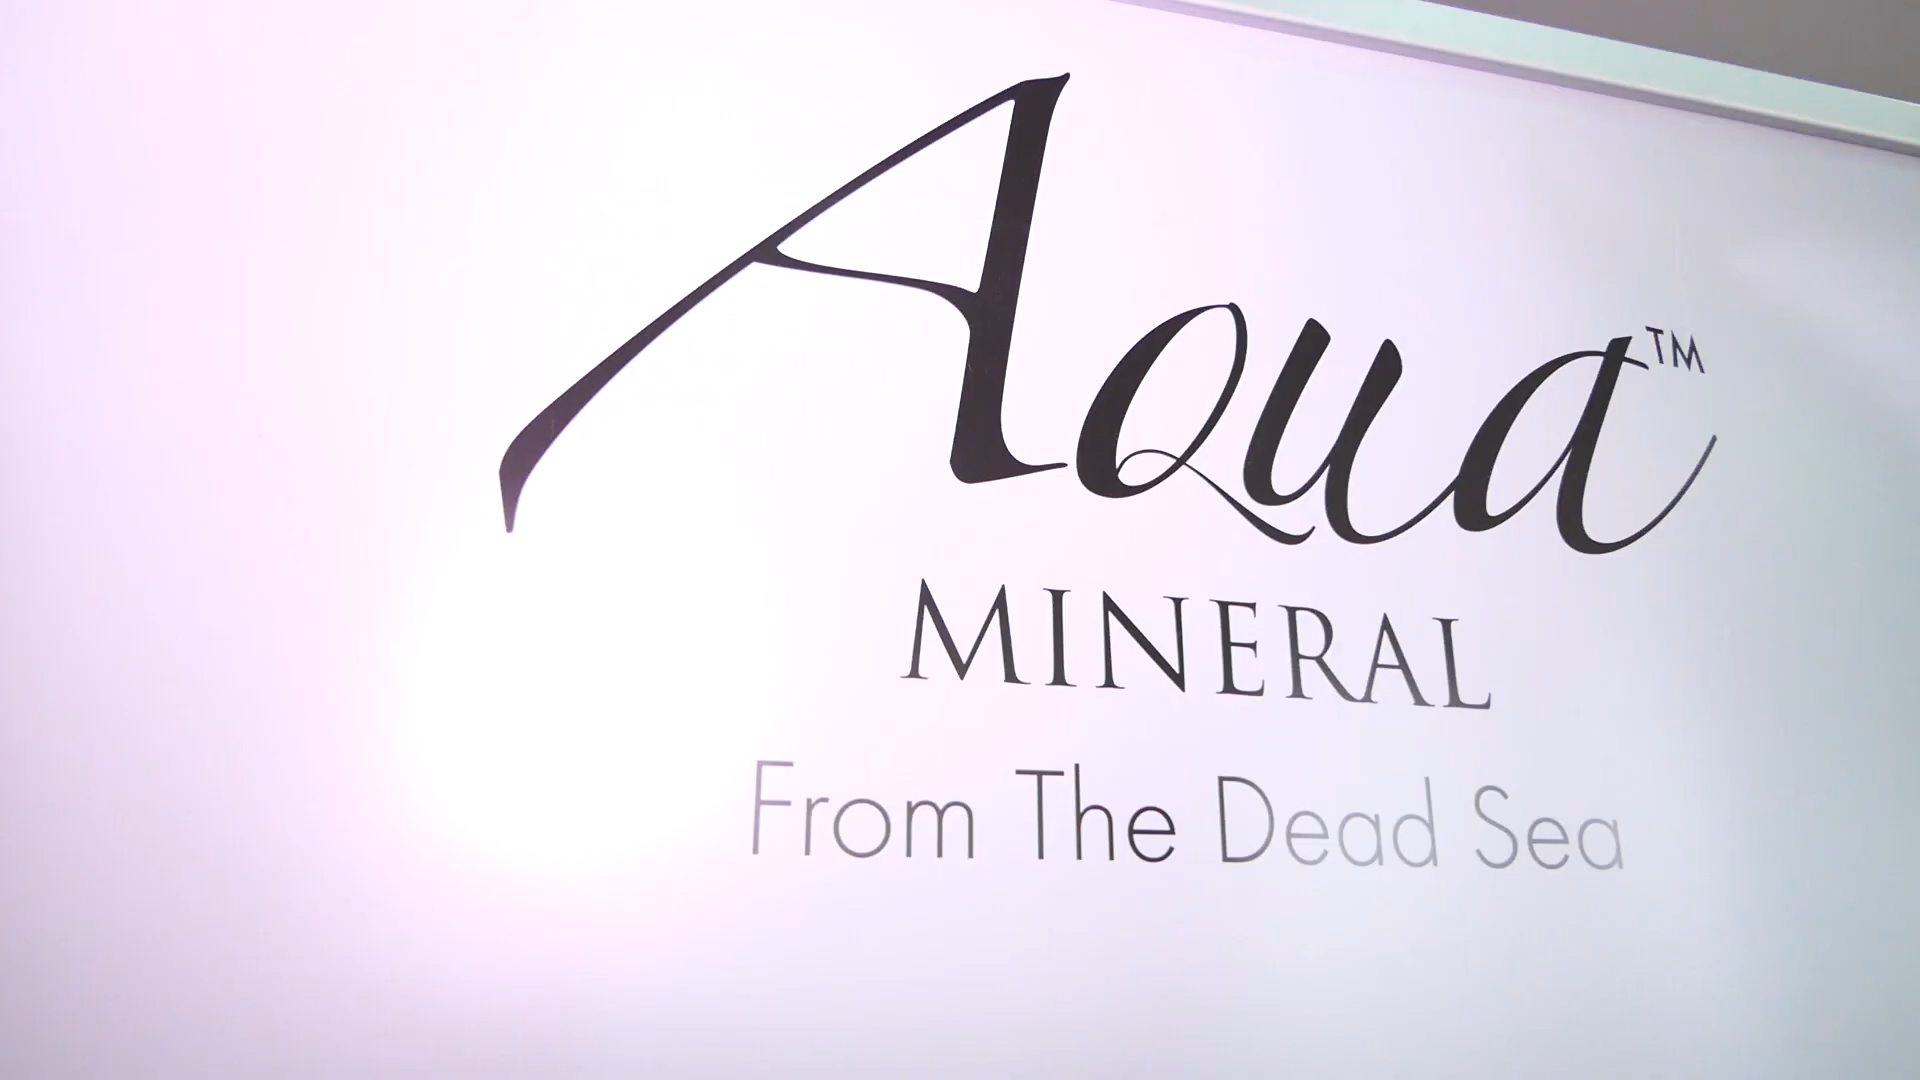 Aqua™
MINERAL
From The Dead Sea